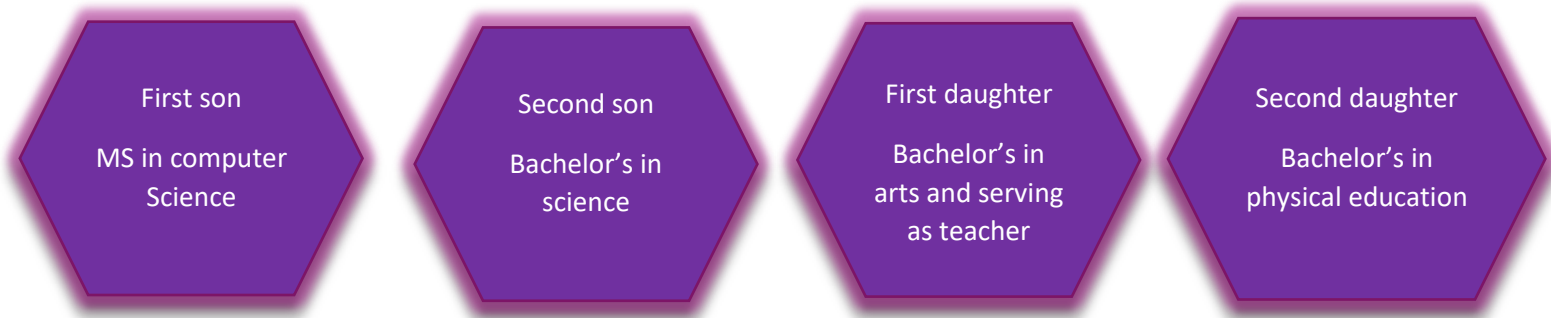 First son
MS in computer
Science
Second son
Bachelor’s in
science
First daughter
Bachelor’s in
arts and serving
as teacher
Second daughter
Bachelor’s in
physical education